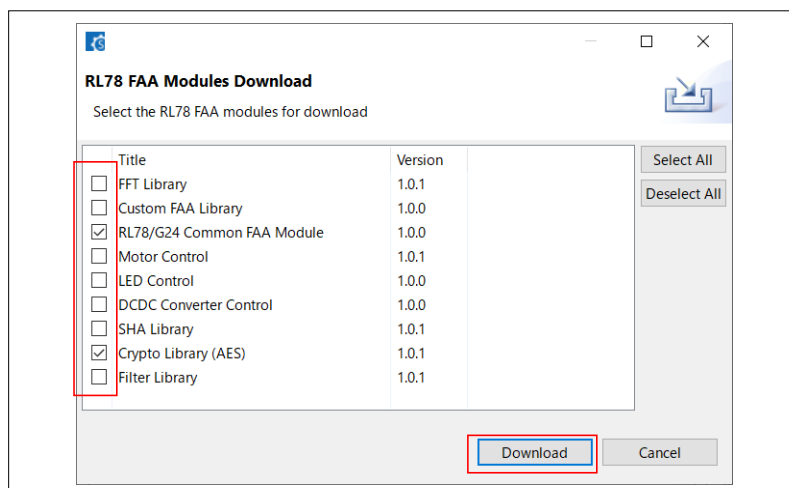 RL78 FAA Modules Download
Select the RL78 FAA modules for download
Title Version
Select All
FFT Library 1.0.1
Deselect All
Custom FAA Library 1.0.0
RL78/G24 Common FAA Module 1.0.0
Motor Control 1.0.1
LED Control 1.0.0
DCDC Converter Control 1.0.0
SHA Library 1.0.1
Crypto Library (AES) 1.0.1
Filter Library 1.0.1
Download Cancel